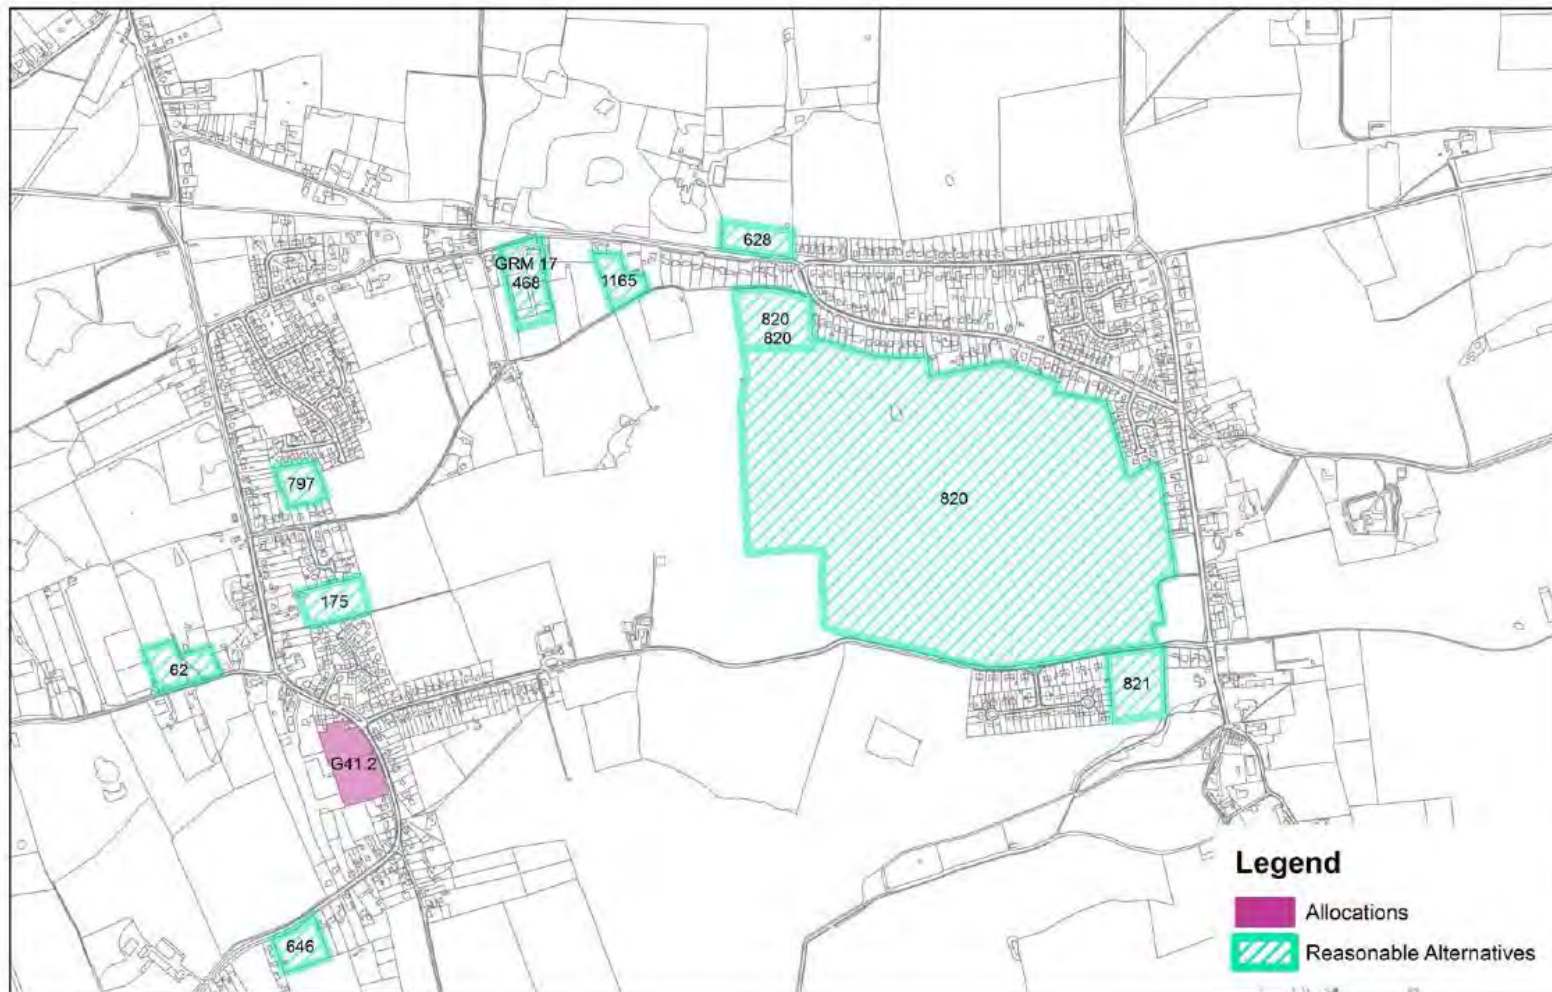 628
GRM 17
468
1165
820
820
797
820
175
62
821
G41.2
646
Legend
Allocations
Reasonable Alternatives